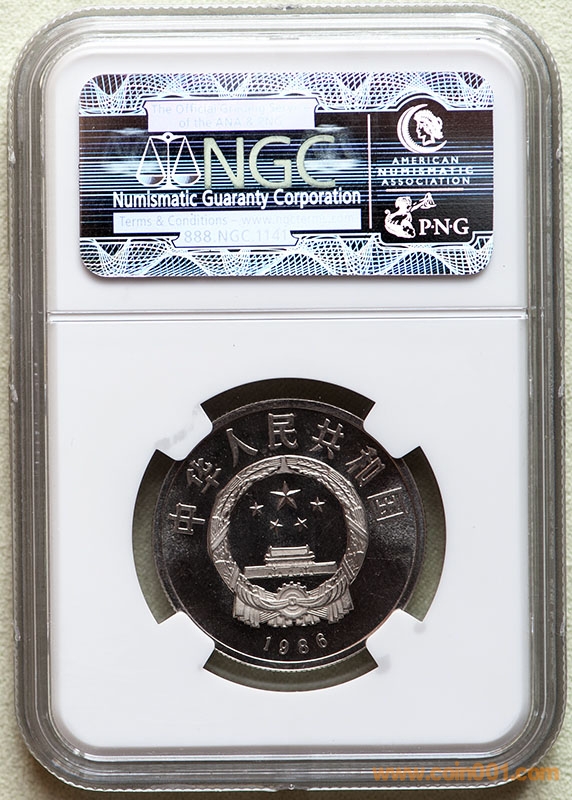 The Official Grading Service
of the ANA & PNG
NGC
Numismatic Guaranty Corporation
Terms & Conditions – www.ngcterms.com
888.NGC.1141
AMERICAN
NUMISMATIC
ASSOCIATION
PNG
中华人民共和国
1986
www.coin001.com